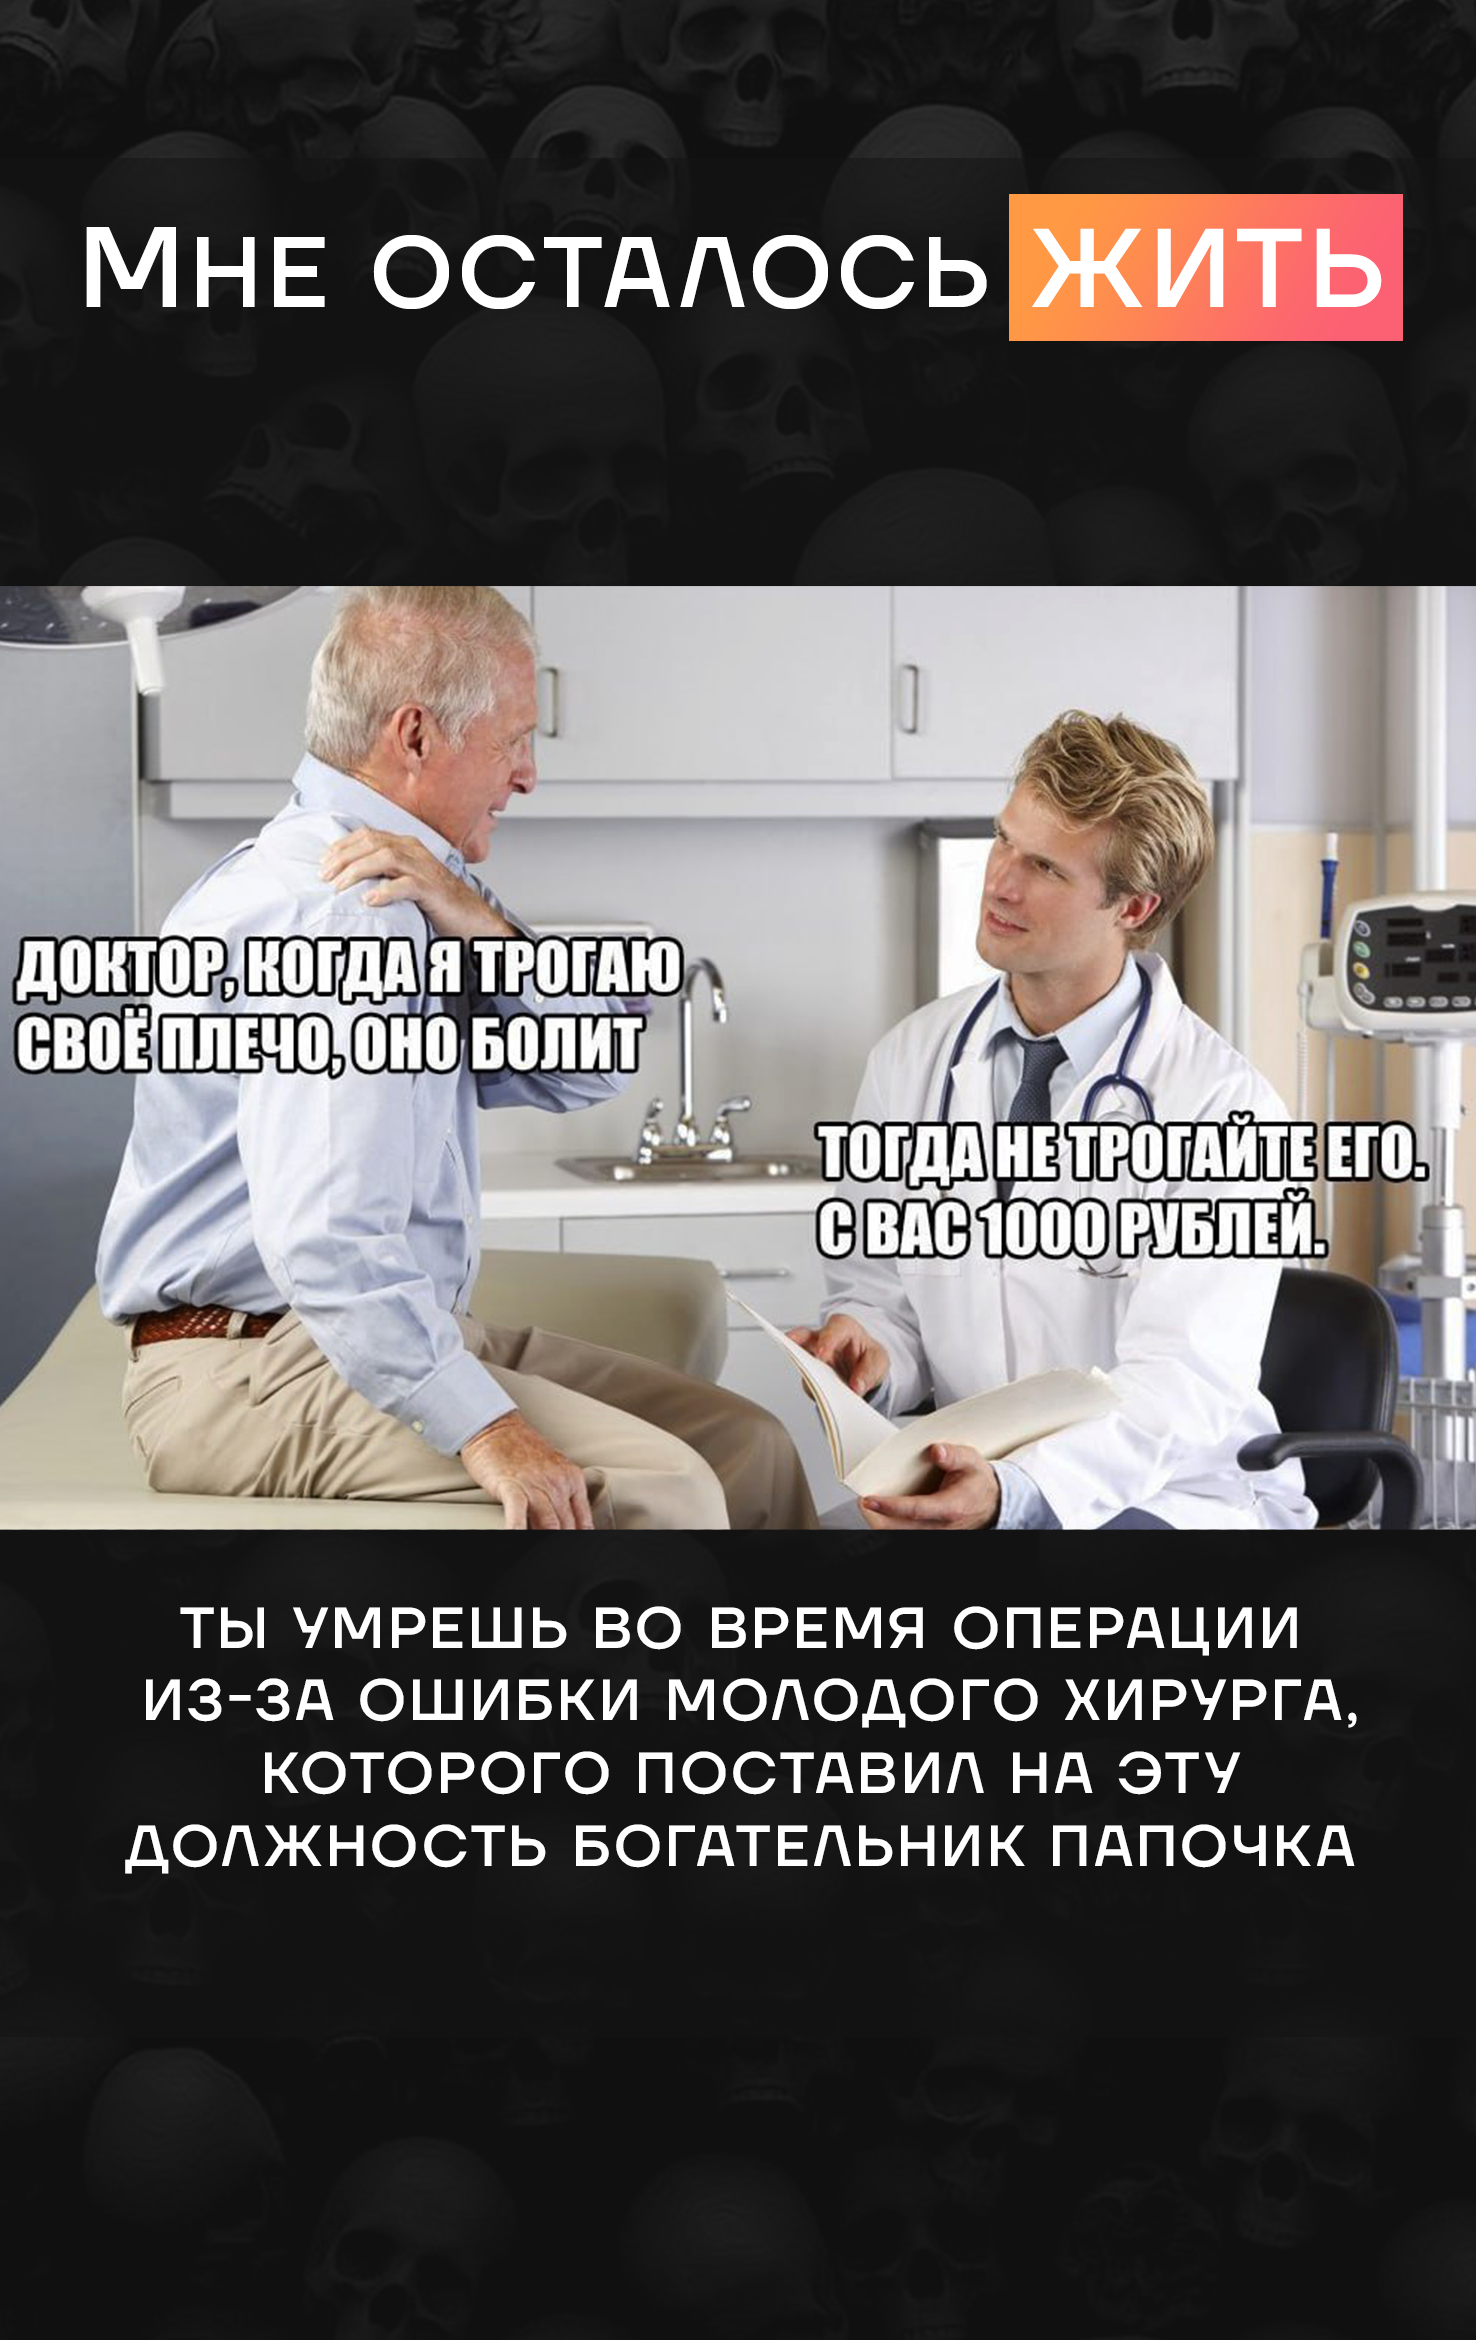 Мне осталось жить
ДОКТОР, КОГДА Я ТРОГАЮ
СВОЁ ПЛЕЧО, ОНО БОЛИТ
ТОГДА НЕ ТРОГАЙТЕ ЕГО.
С ВАС 1000 РУБЛЕЙ.
ТЫ УМРЕШЬ ВО ВРЕМЯ ОПЕРАЦИИ
ИЗ-ЗА ОШИБКИ МОЛОДОГО ХИРУРГА,
КОТОРОГО ПОСТАВИЛ НА ЭТУ
ДОЛЖНОСТЬ БОГАТЕЛЬНИК ПАПОЧКА